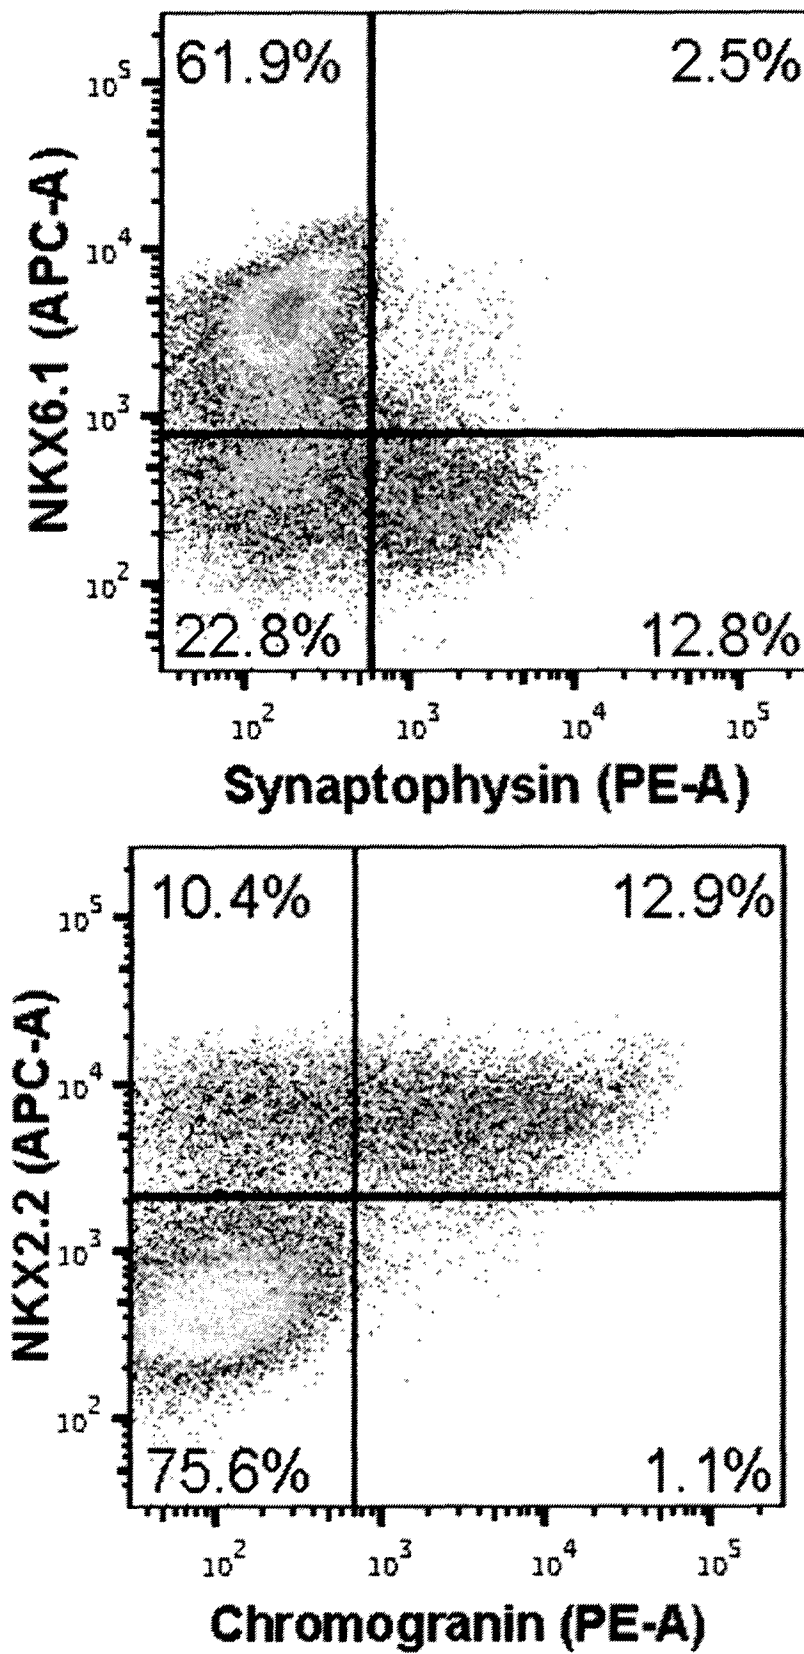 61.9% 2.5%
10^5
10^4
10^3
10^2
NKX6.1 (APC-A)
22.8% 12.8%
10^2 10^3 10^4 10^5
Synaptophysin (PE-A)
10.4% 12.9%
10^5
10^4
10^3
10^2
NKX2.2 (APC-A)
75.6% 1.1%
10^2 10^3 10^4 10^5
Chromogranin (PE-A)